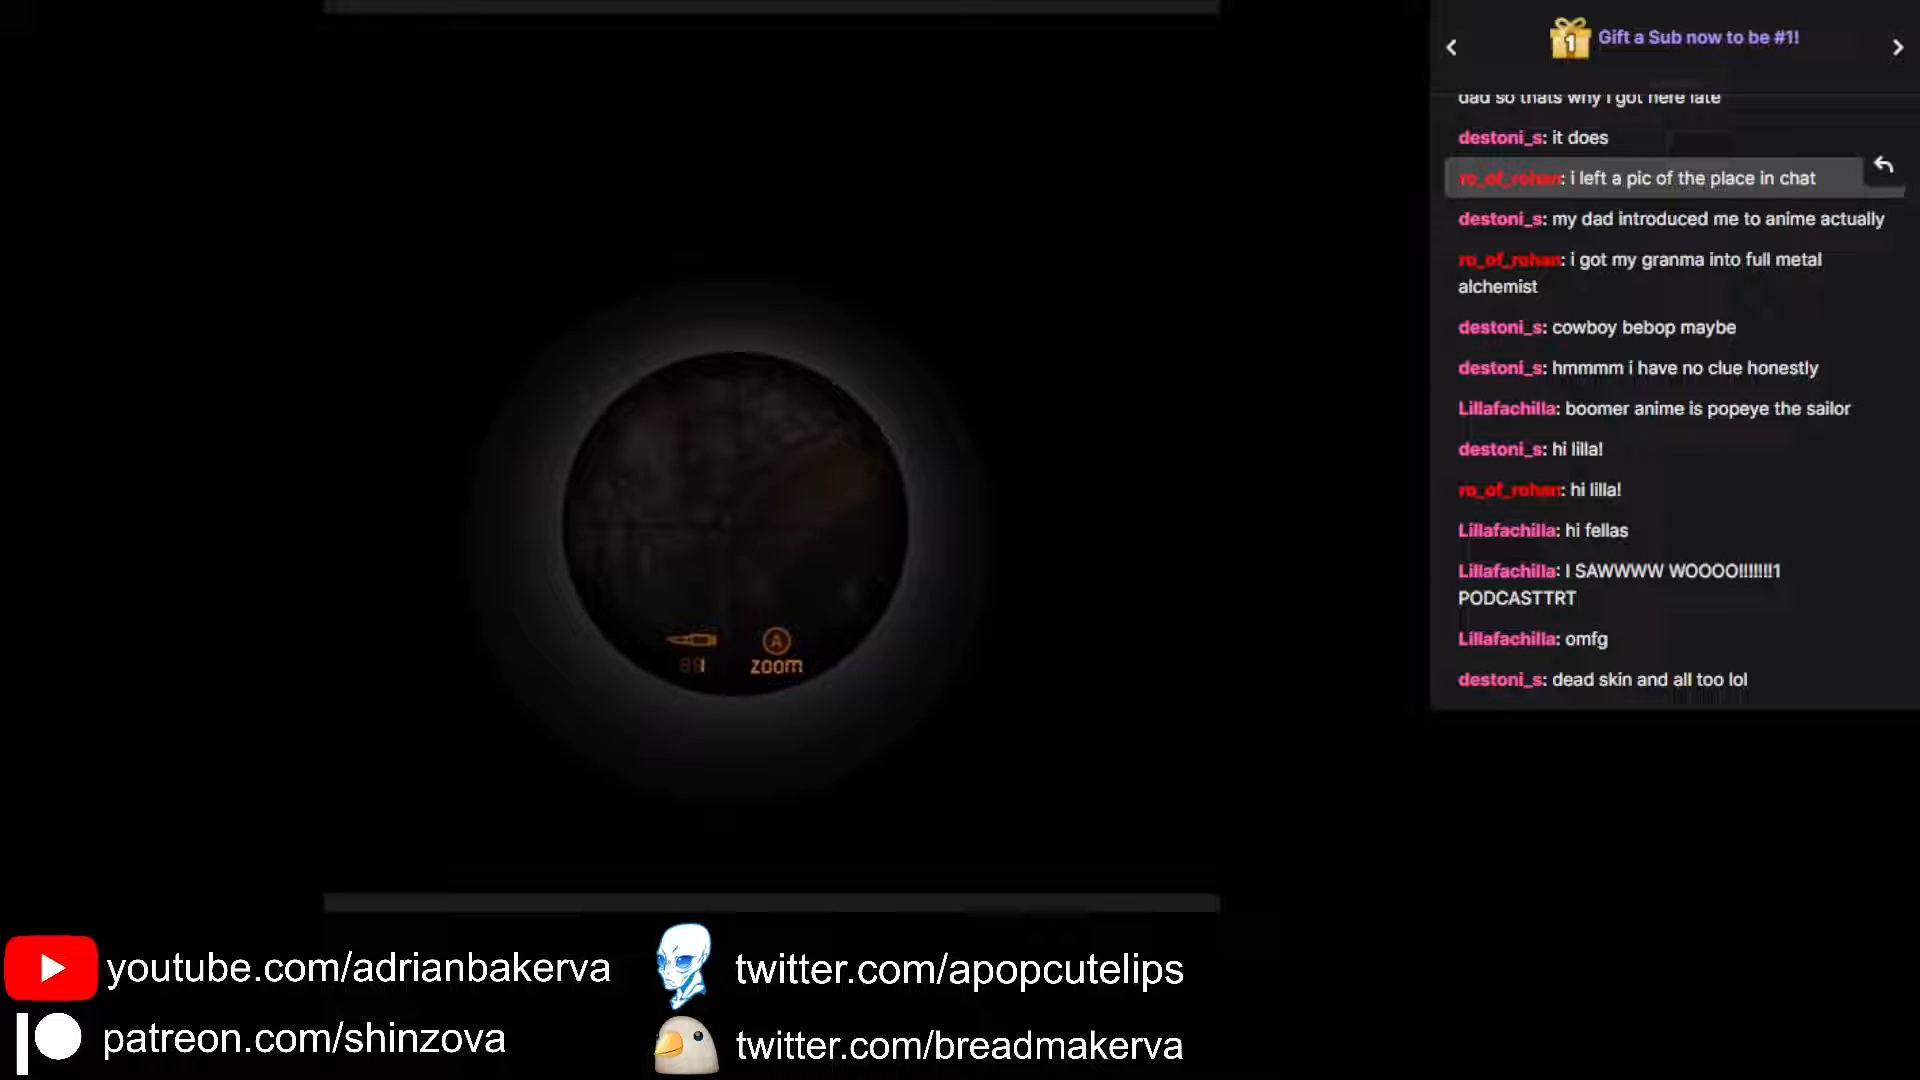 1
Gift a Sub now to be #1!
dad so thats why i got here late
destoni_s: it does
ro_of_rohan: i left a pic of the place in chat
destoni_s: my dad introduced me to anime actually
ro_of_rohan: i got my granma into full metal
alchemist
destoni_s: cowboy bebop maybe
destoni_s: hmmmm i have no clue honestly
Lillafachilla: boomer anime is popeye the sailor
destoni_s: hi lilla!
ro_of_rohan: hi lilla!
Lillafachilla: hi fellas
Lillafachilla: I SAWWWW WOOOO!!!!!!!1
PODCASTTRT
Lillafachilla: omfg
destoni_s: dead skin and all too lol
A
zoom
youtube.com/adrianbakerva
twitter.com/apopcutelips
patreon.com/shinzova
twitter.com/breadmakerva